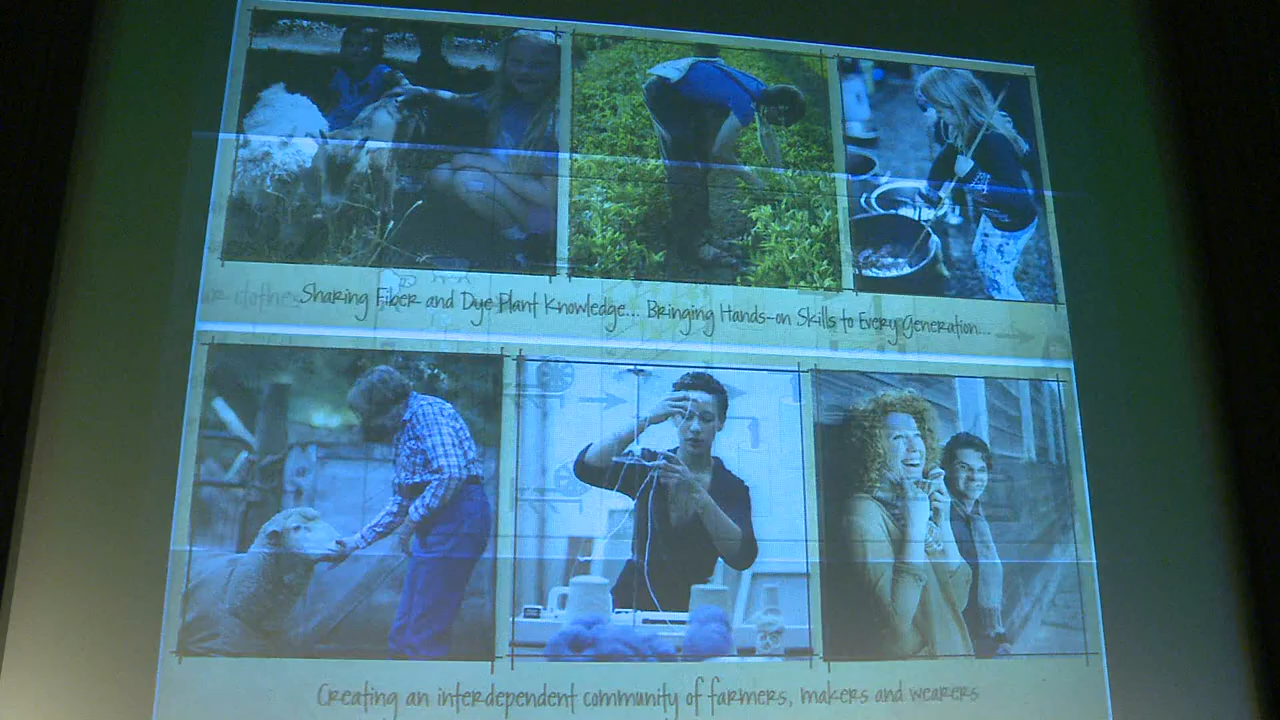 Sharing Fiber and Dye Plant Knowledge... Bringing Hands-on Skills to Every Generation...
Creating an interdependent community of farmers, makers and wearers